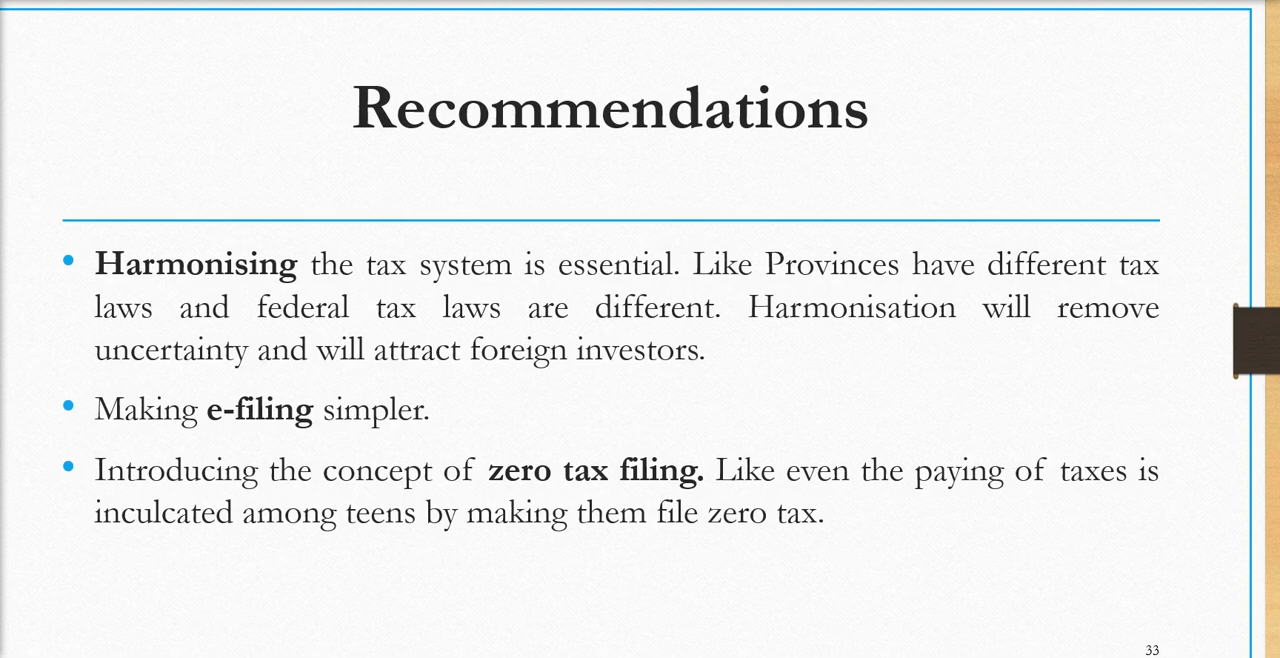 Recommendations
• Harmonising the tax system is essential. Like Provinces have different tax
laws and federal tax laws are different. Harmonisation will remove
uncertainty and will attract foreign investors.
• Making e-filing simpler.
• Introducing the concept of zero tax filing. Like even the paying of taxes is
inculcated among teens by making them file zero tax.
33